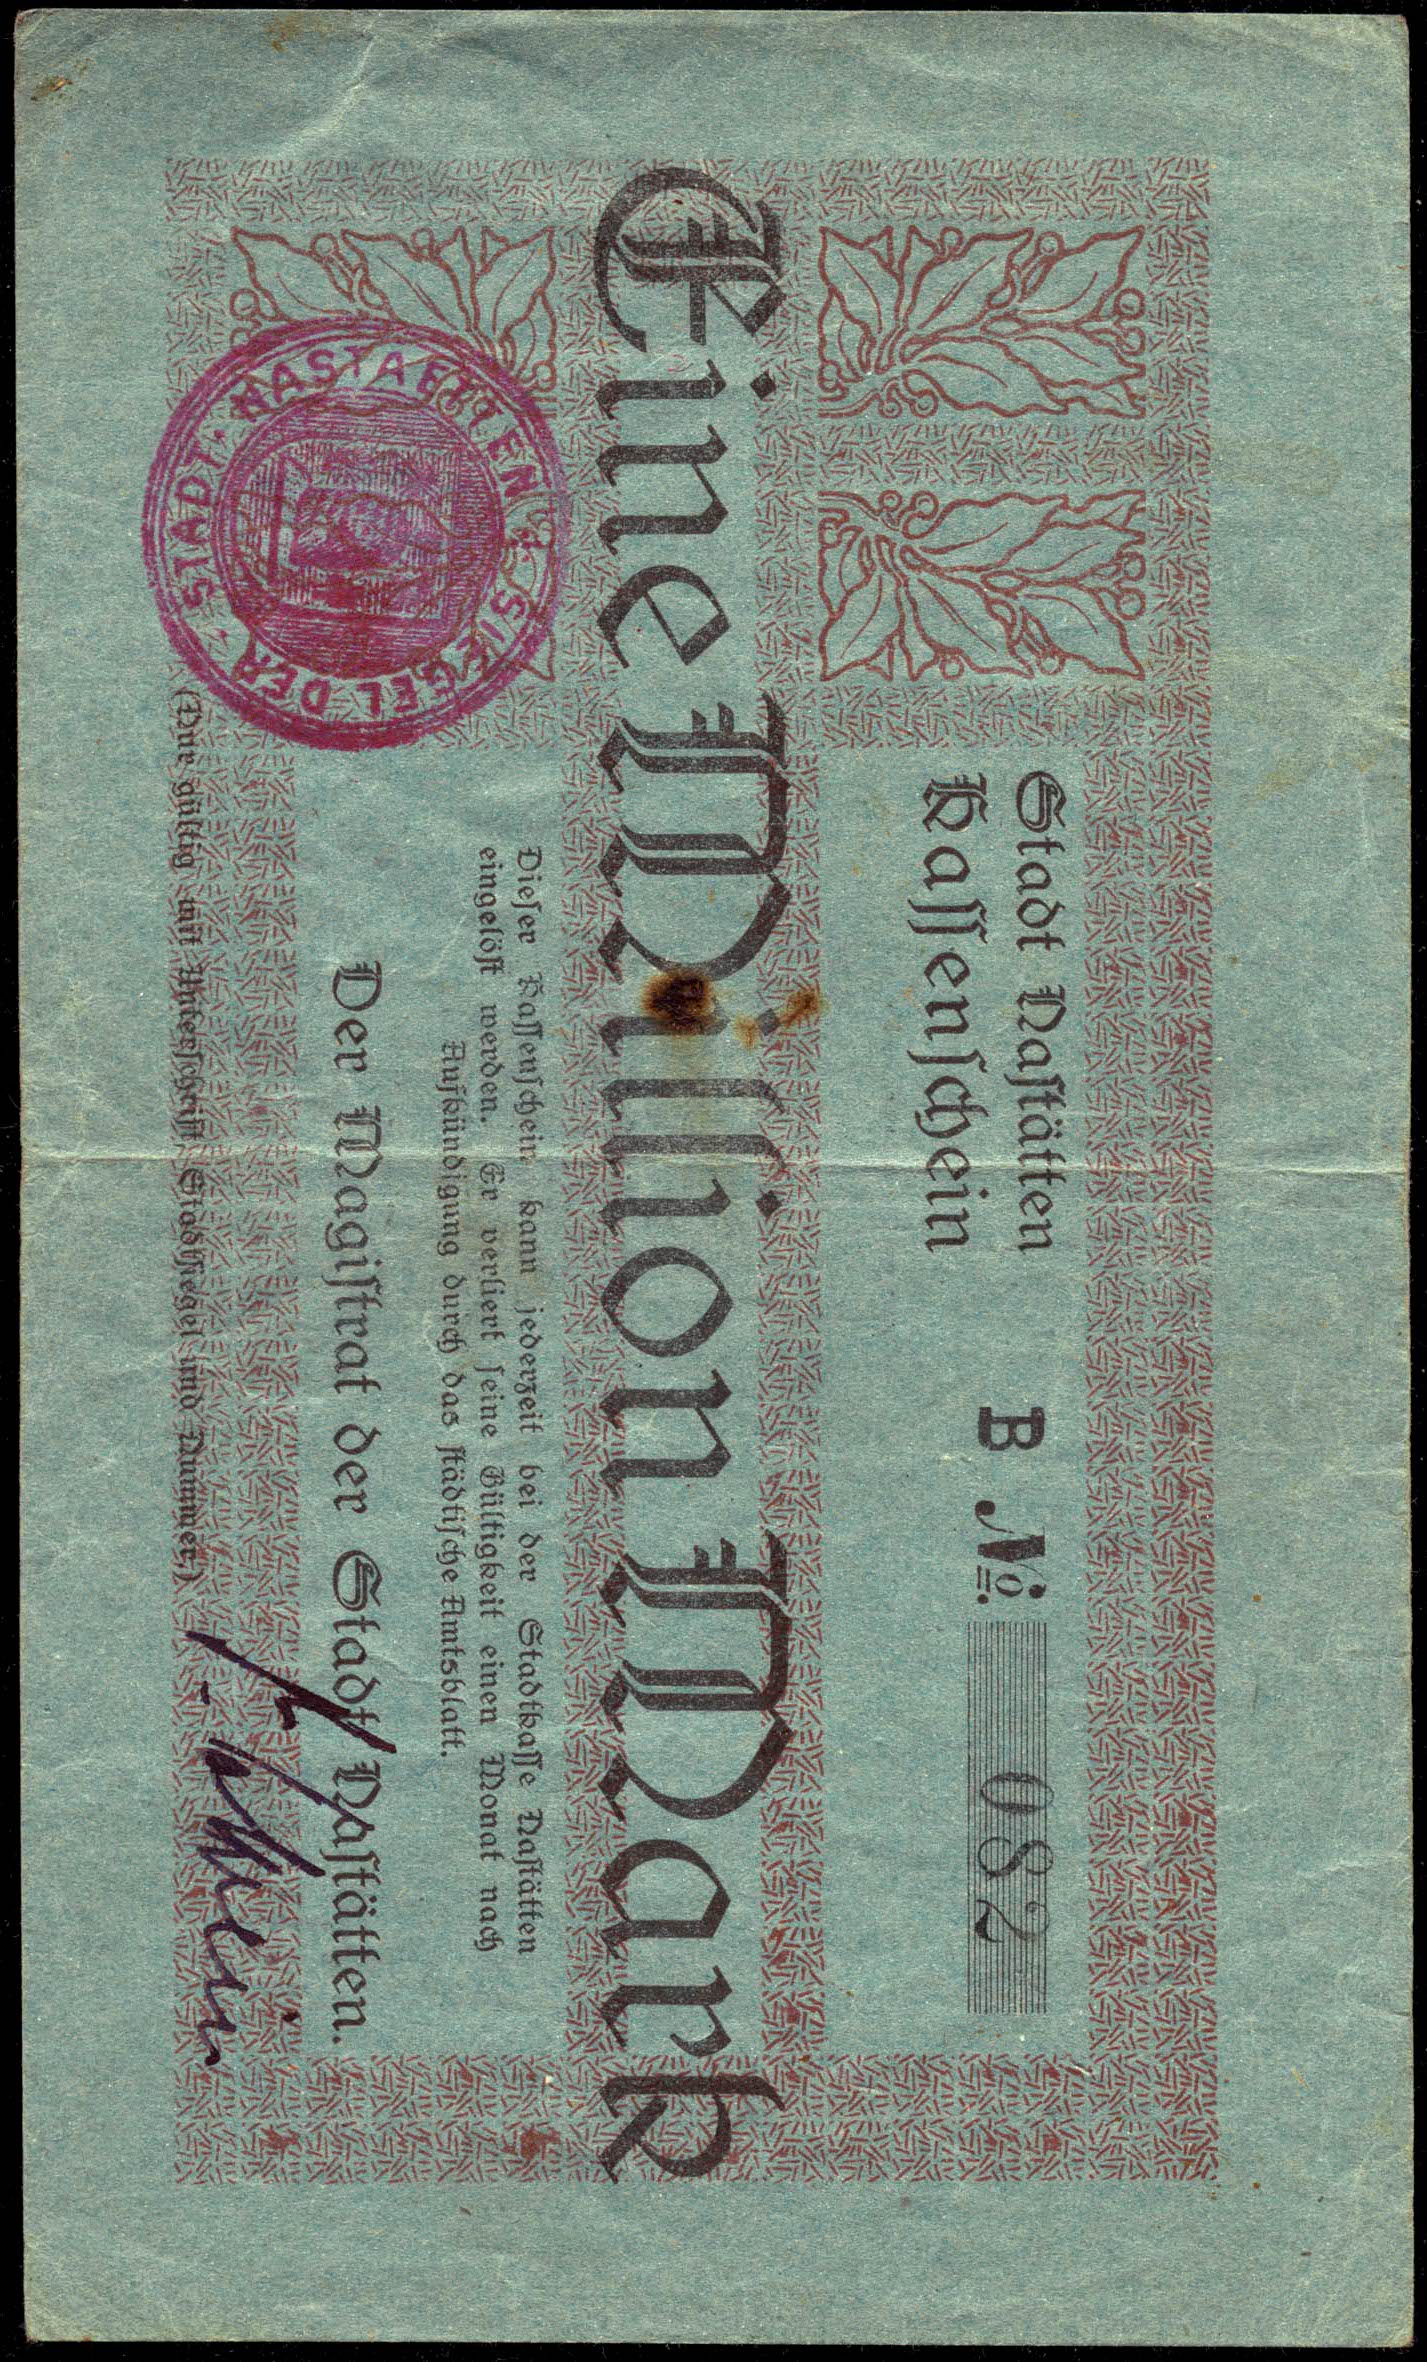 Stadt Nastätten
Kassenschein
B No. 082
Eine Million Mark
Dieser Kassenschein kann jederzeit bei der Stadtkasse Nastätten
eingelöst werden. Er verliert seine Gültigkeit einen Monat nach
Aufkündigung durch das städtische Amtsblatt.
Der Magistrat der Stadt Nastätten.
(Nur gültig mit Unterschrift, Stadtsiegel und Nummer.)
SIEGEL DER STADT NASTAETTEN